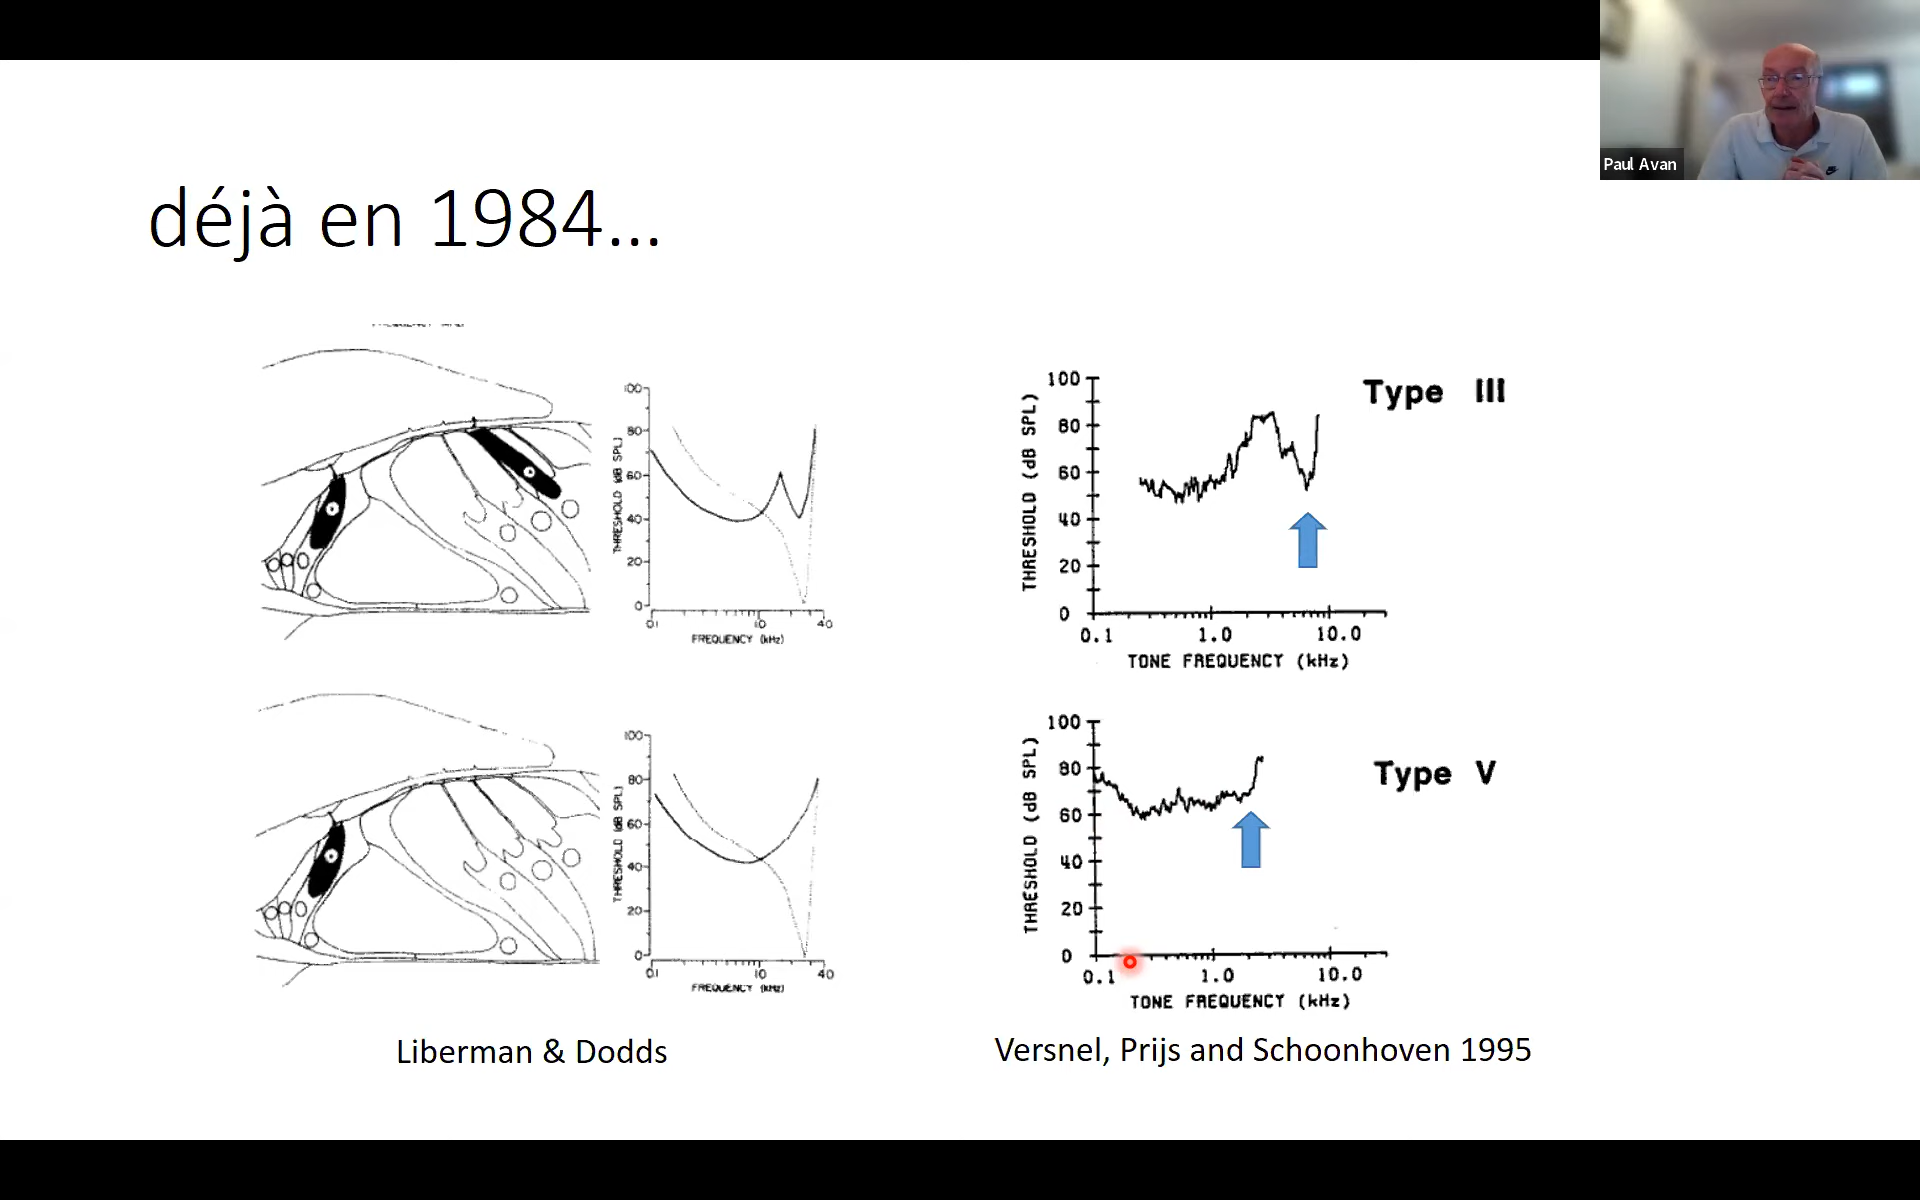 Paul Avan
déjà en 1984...
100
80
60
40
20
0
THRESHOLD (dB SPL)
0.1
10
40
FREQUENCY (kHz)
100
80
60
40
20
0
THRESHOLD (dB SPL)
0.1 1.0 10.0
TONE FREQUENCY (kHz)
Type III
100
80
60
40
20
0
THRESHOLD (dB SPL)
0.1
10
40
FREQUENCY (kHz)
100
80
60
40
20
0
THRESHOLD (dB SPL)
0.1 1.0 10.0
TONE FREQUENCY (kHz)
Type V
Liberman & Dodds
Versnel, Prijs and Schoonhoven 1995